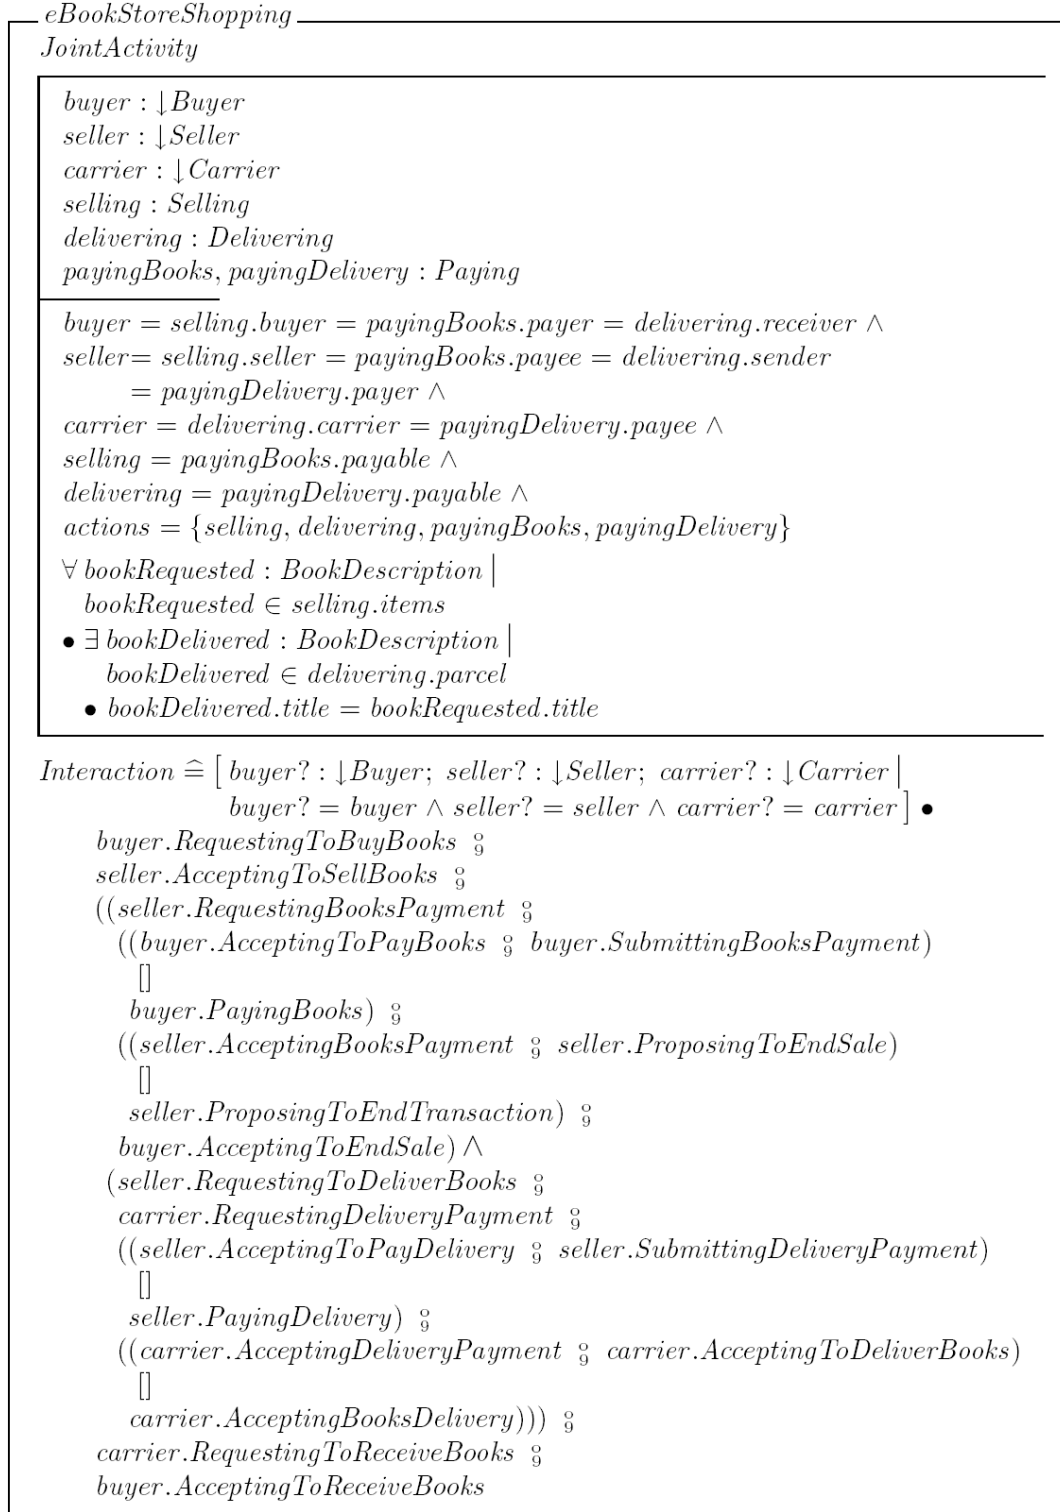 eBookStoreShopping
JointActivity
buyer : ↓Buyer
seller : ↓Seller
carrier : ↓Carrier
selling : Selling
delivering : Delivering
payingBooks, payingDelivery : Paying
buyer = selling.buyer = payingBooks.payer = delivering.receiver ∧
seller= selling.seller = payingBooks.payee = delivering.sender
= payingDelivery.payer ∧
carrier = delivering.carrier = payingDelivery.payee ∧
selling = payingBooks.payable ∧
delivering = payingDelivery.payable ∧
actions = {selling, delivering, payingBooks, payingDelivery}
∀ bookRequested : BookDescription |
bookRequested ∈ selling.items
• ∃ bookDelivered : BookDescription |
bookDelivered ∈ delivering.parcel
• bookDelivered.title = bookRequested.title
Interaction ≙ [ buyer? : ↓Buyer; seller? : ↓Seller; carrier? : ↓Carrier |
buyer? = buyer ∧ seller? = seller ∧ carrier? = carrier ] •
buyer.RequestingToBuyBooks ⨟
seller.AcceptingToSellBooks ⨟
((seller.RequestingBooksPayment ⨟
((buyer.AcceptingToPayBooks ⨟ buyer.SubmittingBooksPayment)
[]
buyer.PayingBooks) ⨟
((seller.AcceptingBooksPayment ⨟ seller.ProposingToEndSale)
[]
seller.ProposingToEndTransaction) ⨟
buyer.AcceptingToEndSale) ∧
(seller.RequestingToDeliverBooks ⨟
carrier.RequestingDeliveryPayment ⨟
((seller.AcceptingToPayDelivery ⨟ seller.SubmittingDeliveryPayment)
[]
seller.PayingDelivery) ⨟
((carrier.AcceptingDeliveryPayment ⨟ carrier.AcceptingToDeliverBooks)
[]
carrier.AcceptingBooksDelivery))) ⨟
carrier.RequestingToReceiveBooks ⨟
buyer.AcceptingToReceiveBooks